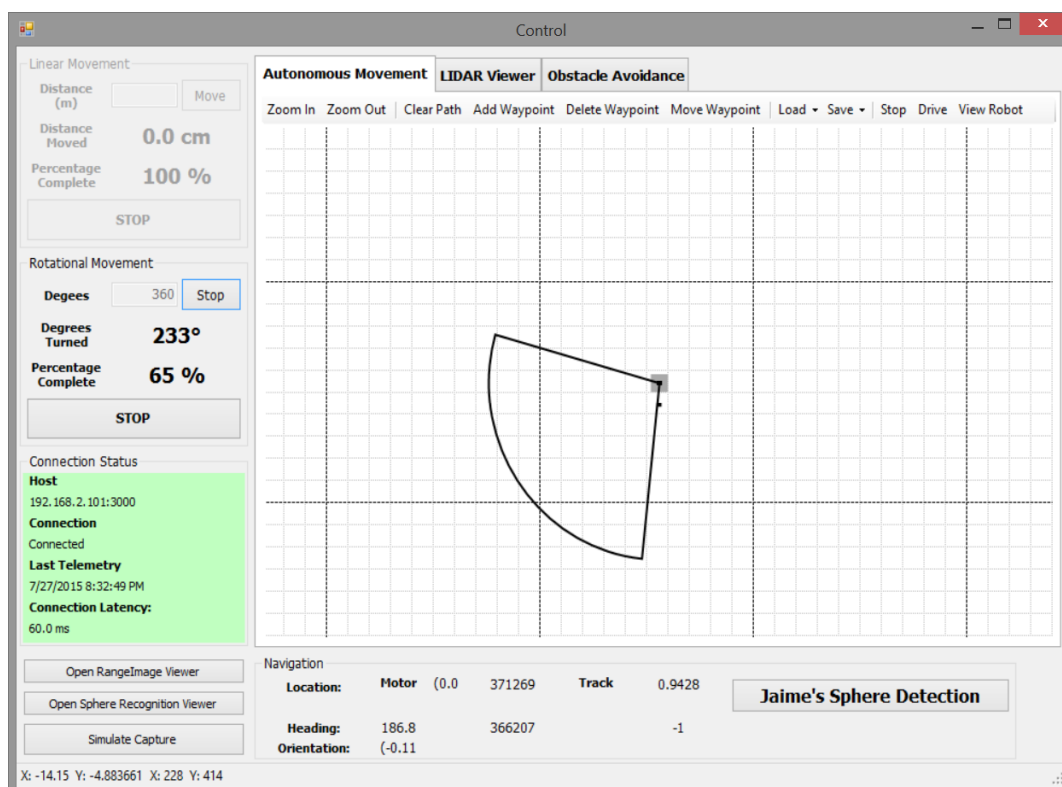 Control
Linear Movement
Distance (m) Move
Distance Moved 0.0 cm
Percentage Complete 100 %
STOP
Rotational Movement
Degees 360 Stop
Degrees Turned 233°
Percentage Complete 65 %
STOP
Connection Status
Host
192.168.2.101:3000
Connection
Connected
Last Telemetry
7/27/2015 8:32:49 PM
Connection Latency:
60.0 ms
Open RangeImage Viewer
Open Sphere Recognition Viewer
Simulate Capture
Autonomous Movement LIDAR Viewer Obstacle Avoidance
Zoom In Zoom Out Clear Path Add Waypoint Delete Waypoint Move Waypoint Load Save Stop Drive View Robot
Navigation
Location: Motor (0.0 371269 Track 0.9428
Jaime's Sphere Detection
Heading: 186.8 366207 -1
Orientation: (-0.11
X: -14.15 Y: -4.883661 X: 228 Y: 414